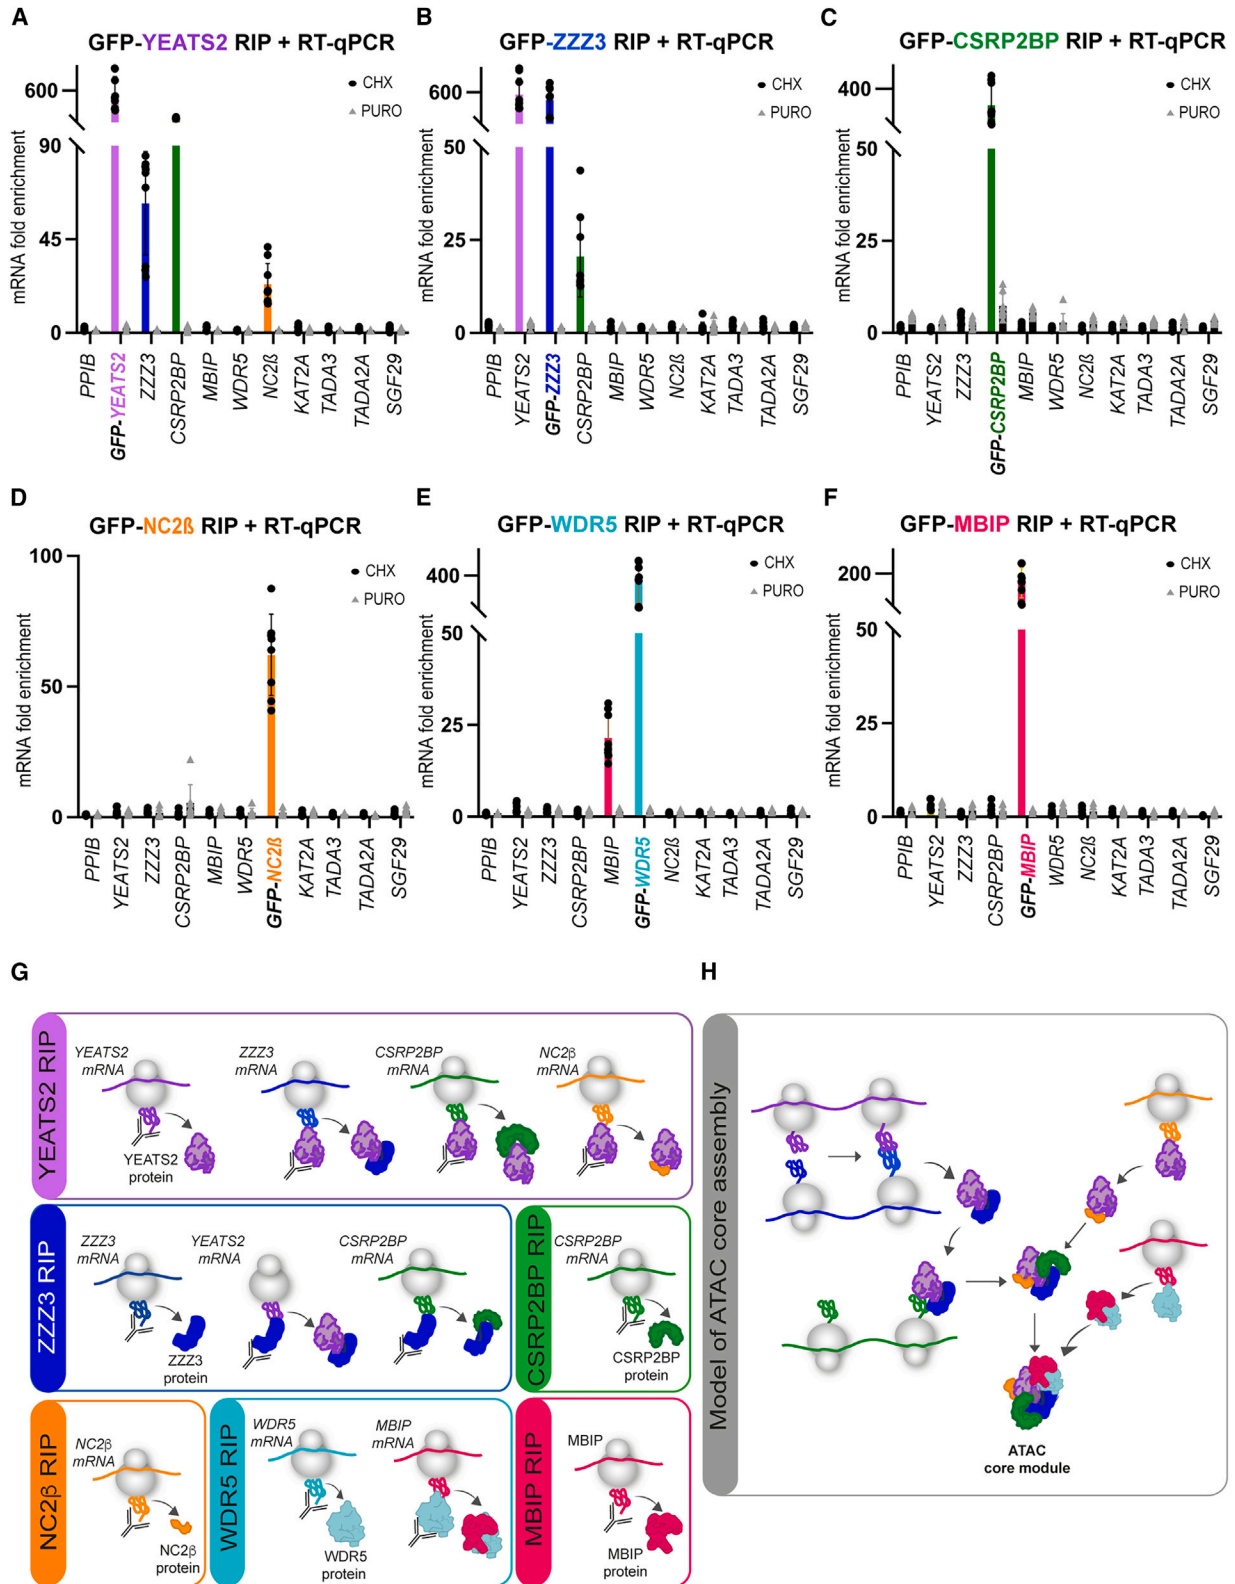 A
GFP-YEATS2 RIP + RT-qPCR
CHX
PURO
mRNA fold enrichment
600
90
45
0
PPIB
GFP-YEATS2
ZZZ3
CSRP2BP
MBIP
WDR5
NC2ß
KAT2A
TADA3
TADA2A
SGF29
B
GFP-ZZZ3 RIP + RT-qPCR
CHX
PURO
mRNA fold enrichment
600
50
25
0
PPIB
YEATS2
GFP-ZZZ3
CSRP2BP
MBIP
WDR5
NC2ß
KAT2A
TADA3
TADA2A
SGF29
C
GFP-CSRP2BP RIP + RT-qPCR
CHX
PURO
mRNA fold enrichment
400
50
25
0
PPIB
YEATS2
ZZZ3
GFP-CSRP2BP
MBIP
WDR5
NC2ß
KAT2A
TADA3
TADA2A
SGF29
D
GFP-NC2ß RIP + RT-qPCR
CHX
PURO
mRNA fold enrichment
100
50
0
PPIB
YEATS2
ZZZ3
CSRP2BP
MBIP
WDR5
GFP-NC2ß
KAT2A
TADA3
TADA2A
SGF29
E
GFP-WDR5 RIP + RT-qPCR
CHX
PURO
mRNA fold enrichment
400
50
25
0
PPIB
YEATS2
ZZZ3
CSRP2BP
MBIP
GFP-WDR5
NC2ß
KAT2A
TADA3
TADA2A
SGF29
F
GFP-MBIP RIP + RT-qPCR
CHX
PURO
mRNA fold enrichment
200
50
25
0
PPIB
YEATS2
ZZZ3
CSRP2BP
GFP-MBIP
WDR5
NC2ß
KAT2A
TADA3
TADA2A
SGF29
G
YEATS2 RIP
YEATS2
mRNA
YEATS2
protein
ZZZ3
mRNA
CSRP2BP
mRNA
NC2β
mRNA
ZZZ3 RIP
ZZZ3
mRNA
ZZZ3
protein
YEATS2
mRNA
CSRP2BP
mRNA
CSRP2BP RIP
CSRP2BP
mRNA
CSRP2BP
protein
NC2β RIP
NC2β
mRNA
NC2β
protein
WDR5 RIP
WDR5
mRNA
WDR5
protein
MBIP
mRNA
MBIP RIP
MBIP
MBIP
protein
H
Model of ATAC core assembly
ATAC
core module